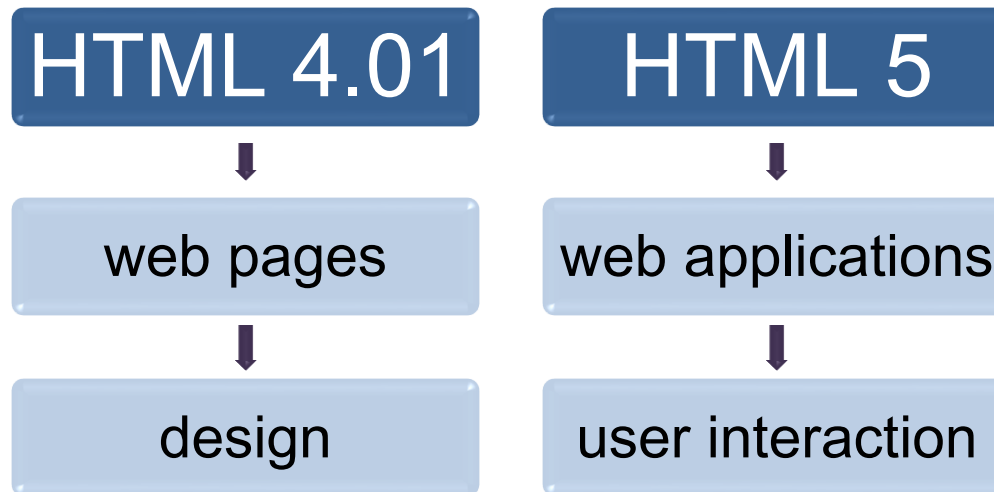 HTML 4.01
web pages
design
HTML 5
web applications
user interaction